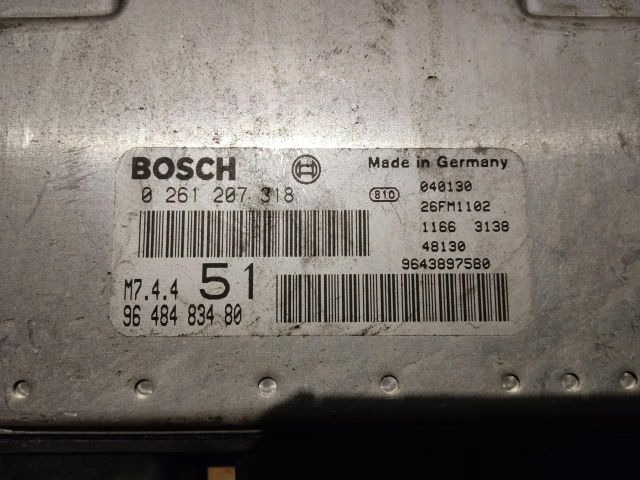 BOSCH
Made in Germany
0 261 207 318
810
040130
26FM1102
1166 3138
48130
9643897580
M7.4.4 51
96 484 834 80